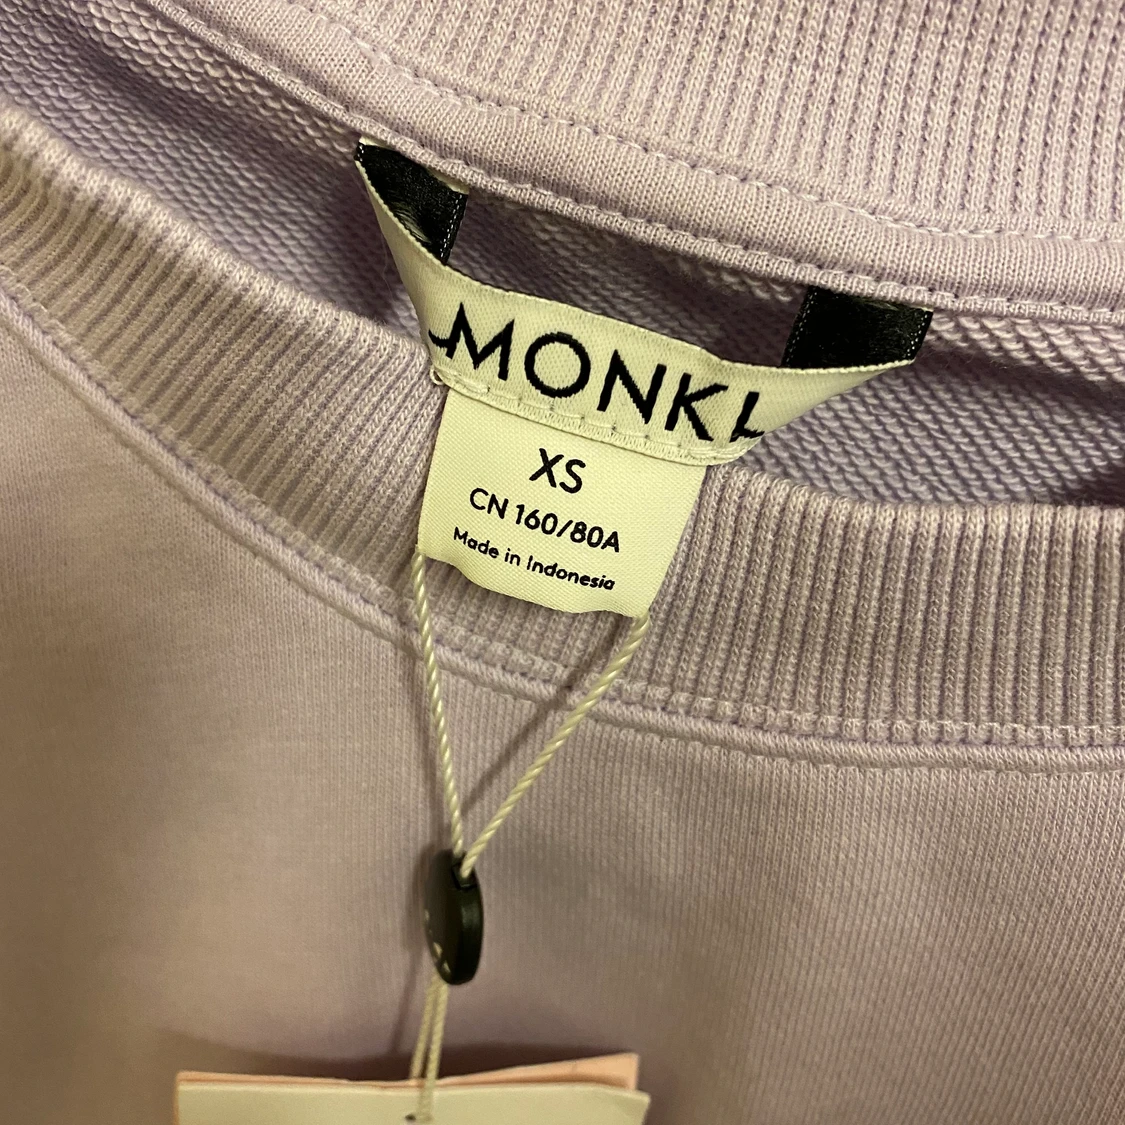 MONKI
XS
CN 160/80A
Made in Indonesia